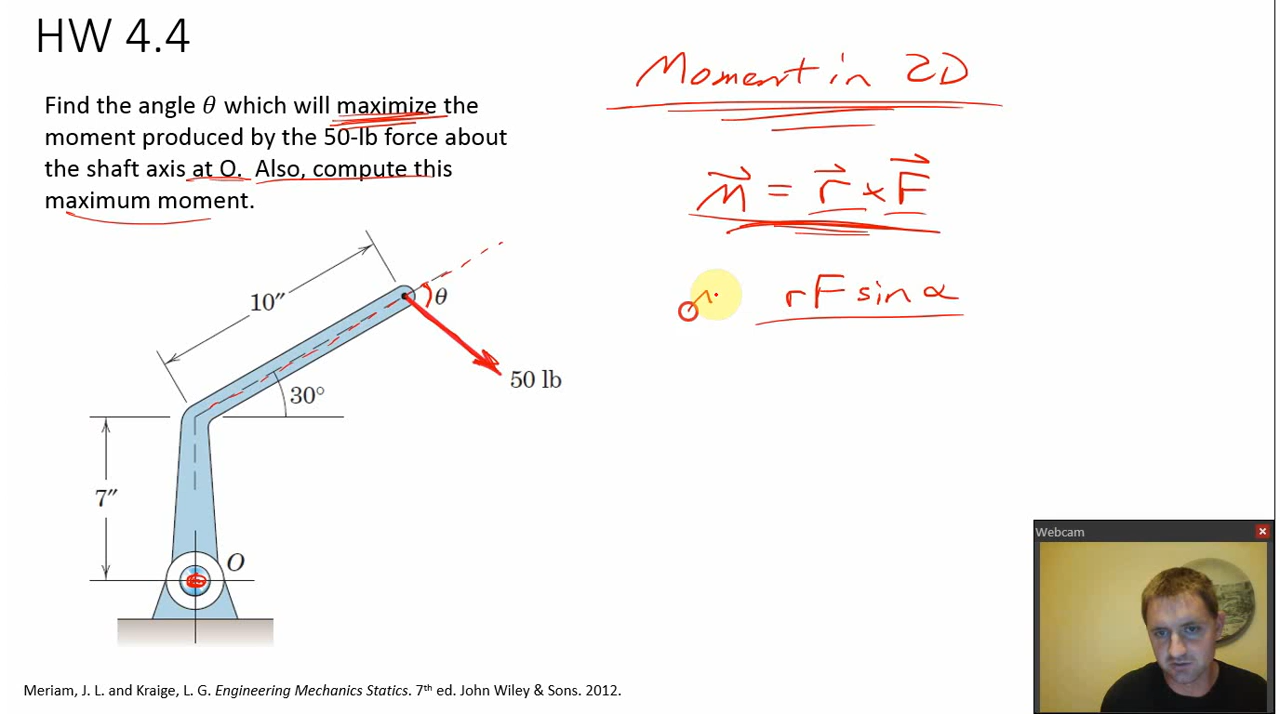 HW 4.4
Find the angle θ which will maximize the
moment produced by the 50-lb force about
the shaft axis at O. Also, compute this
maximum moment.
10″
θ
50 lb
30°
7″
O
Moment in 2D
M⃗ = r⃗ × F⃗
rF sin α
Webcam
Meriam, J. L. and Kraige, L. G. Engineering Mechanics Statics. 7th ed. John Wiley & Sons. 2012.